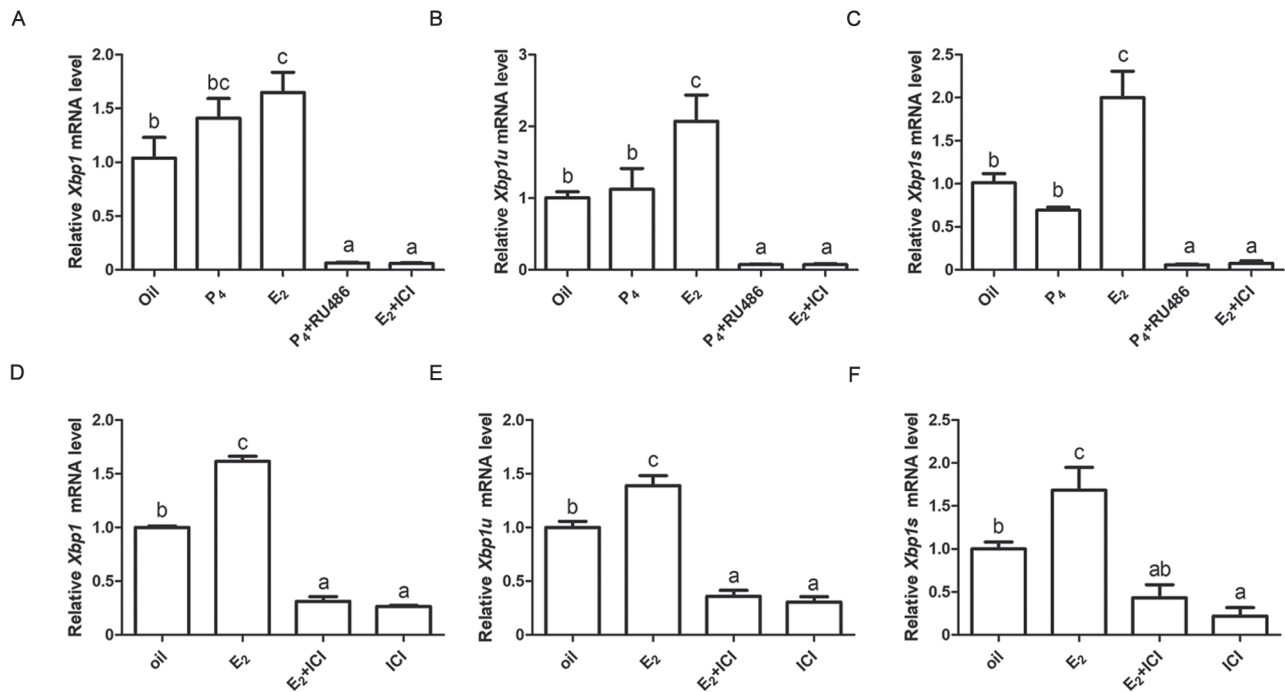 A
Relative Xbp1 mRNA level
2.0
1.5
1.0
0.5
0
b
bc
c
a
a
Oil
P₄
E₂
P₄+RU486
E₂+ICI
B
Relative Xbp1u mRNA level
3
2
1
0
b
b
c
a
a
Oil
P₄
E₂
P₄+RU486
E₂+ICI
C
Relative Xbp1s mRNA level
2.5
2.0
1.5
1.0
0.5
0
b
b
c
a
a
Oil
P₄
E₂
P₄+RU486
E₂+ICI
D
Relative Xbp1 mRNA level
2.0
1.5
1.0
0.5
0
b
c
a
a
oil
E₂
E₂+ICI
ICI
E
Relative Xbp1u mRNA level
2.0
1.5
1.0
0.5
0
b
c
a
a
oil
E₂
E₂+ICI
ICI
F
Relative Xbp1s mRNA level
2.5
2.0
1.5
1.0
0.5
0
b
c
ab
a
oil
E₂
E₂+ICI
ICI